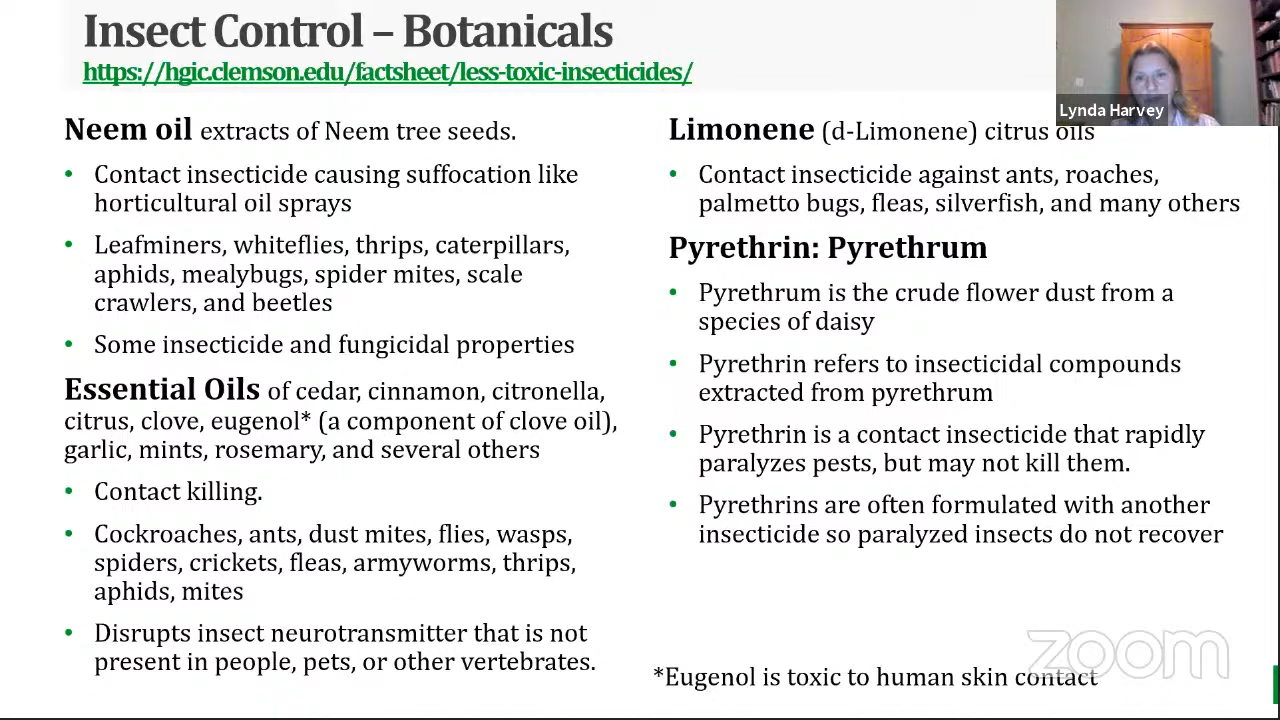 Insect Control – Botanicals
https://hgic.clemson.edu/factsheet/less-toxic-insecticides/
Lynda Harvey
Neem oil extracts of Neem tree seeds.
• Contact insecticide causing suffocation like
horticultural oil sprays
• Leafminers, whiteflies, thrips, caterpillars,
aphids, mealybugs, spider mites, scale
crawlers, and beetles
• Some insecticide and fungicidal properties
Essential Oils of cedar, cinnamon, citronella,
citrus, clove, eugenol* (a component of clove oil),
garlic, mints, rosemary, and several others
• Contact killing.
• Cockroaches, ants, dust mites, flies, wasps,
spiders, crickets, fleas, armyworms, thrips,
aphids, mites
• Disrupts insect neurotransmitter that is not
present in people, pets, or other vertebrates.
Limonene (d-Limonene) citrus oils
• Contact insecticide against ants, roaches,
palmetto bugs, fleas, silverfish, and many others
Pyrethrin: Pyrethrum
• Pyrethrum is the crude flower dust from a
species of daisy
• Pyrethrin refers to insecticidal compounds
extracted from pyrethrum
• Pyrethrin is a contact insecticide that rapidly
paralyzes pests, but may not kill them.
• Pyrethrins are often formulated with another
insecticide so paralyzed insects do not recover
zoom
*Eugenol is toxic to human skin contact